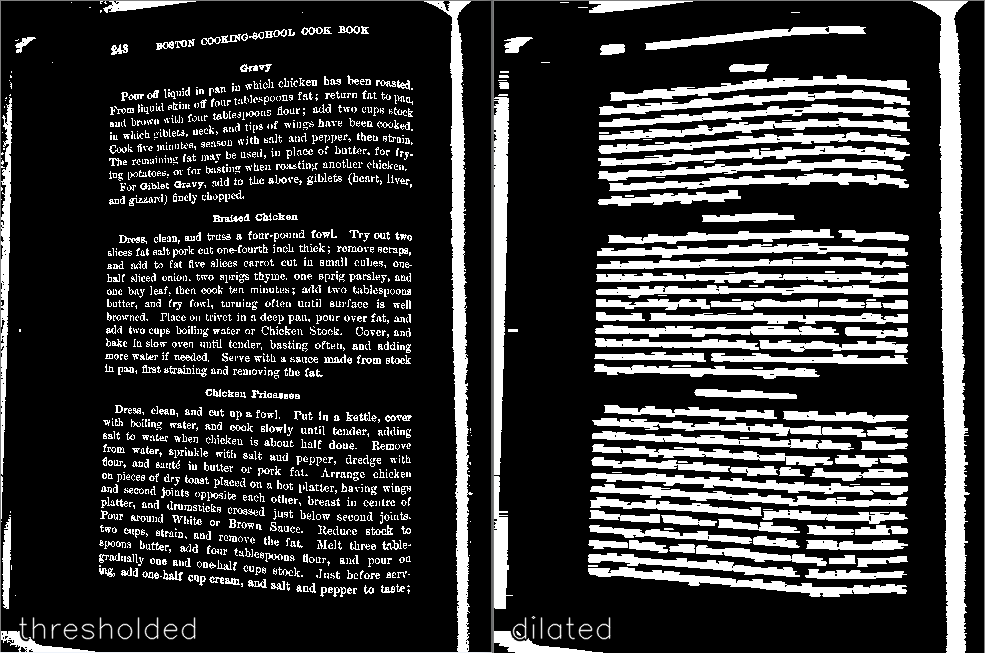 248 BOSTON COOKING-SCHOOL COOK BOOK
Gravy
Pour off liquid in pan in which chicken has been roasted.
From liquid skim off four tablespoons fat; return fat to pan,
and brown with four tablespoons flour; add two cups stock
in which giblets, neck, and tips of wings have been cooked.
Cook five minutes, season with salt and pepper, then strain.
The remaining fat may be used, in place of butter, for fry-
ing potatoes, or for basting when roasting another chicken.
For Giblet Gravy, add to the above, giblets (heart, liver,
and gizzard) finely chopped.
Braised Chicken
Dress, clean, and truss a four-pound fowl. Try out two
slices fat salt pork cut one-fourth inch thick; remove scraps,
and add to fat five slices carrot cut in small cubes, one-
half sliced onion, two sprigs thyme, one sprig parsley, and
one bay leaf, then cook ten minutes; add two tablespoons
butter, and fry fowl, turning often until surface is well
browned. Place on trivet in a deep pan, pour over fat, and
add two cups boiling water or Chicken Stock. Cover, and
bake in slow oven until tender, basting often, and adding
more water if needed. Serve with a sauce made from stock
in pan, first straining and removing the fat.
Chicken Fricassee
Dress, clean, and cut up a fowl. Put in a kettle, cover
with boiling water, and cook slowly until tender, adding
salt to water when chicken is about half done. Remove
from water, sprinkle with salt and pepper, dredge with
flour, and sauté in butter or pork fat. Arrange chicken
on pieces of dry toast placed on a hot platter, having wings
and second joints opposite each other, breast in centre of
platter, and drumsticks crossed just below second joints.
Pour around White or Brown Sauce. Reduce stock to
two cups, strain, and remove the fat. Melt three table-
spoons butter, add four tablespoons flour, and pour on
gradually one and one-half cups stock. Just before serv-
ing, add one-half cup cream, and salt and pepper to taste;
thresholded
dilated